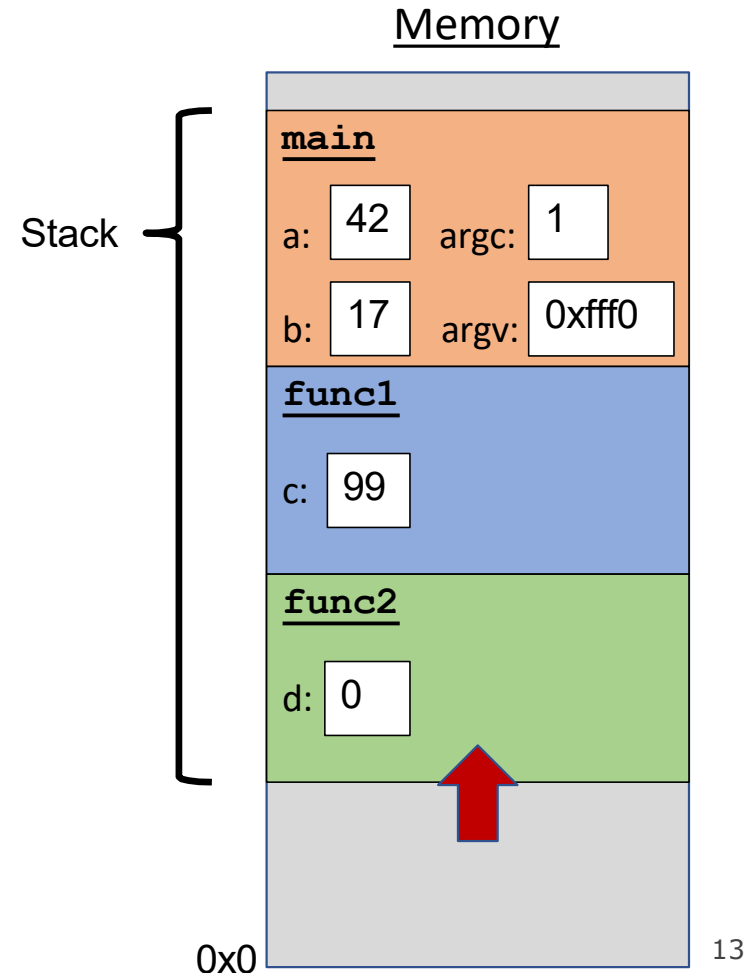 Memory
main
a: 42 argc: 1
Stack
b: 17 argv: 0xfff0
func1
c: 99
func2
d: 0
0x0
13